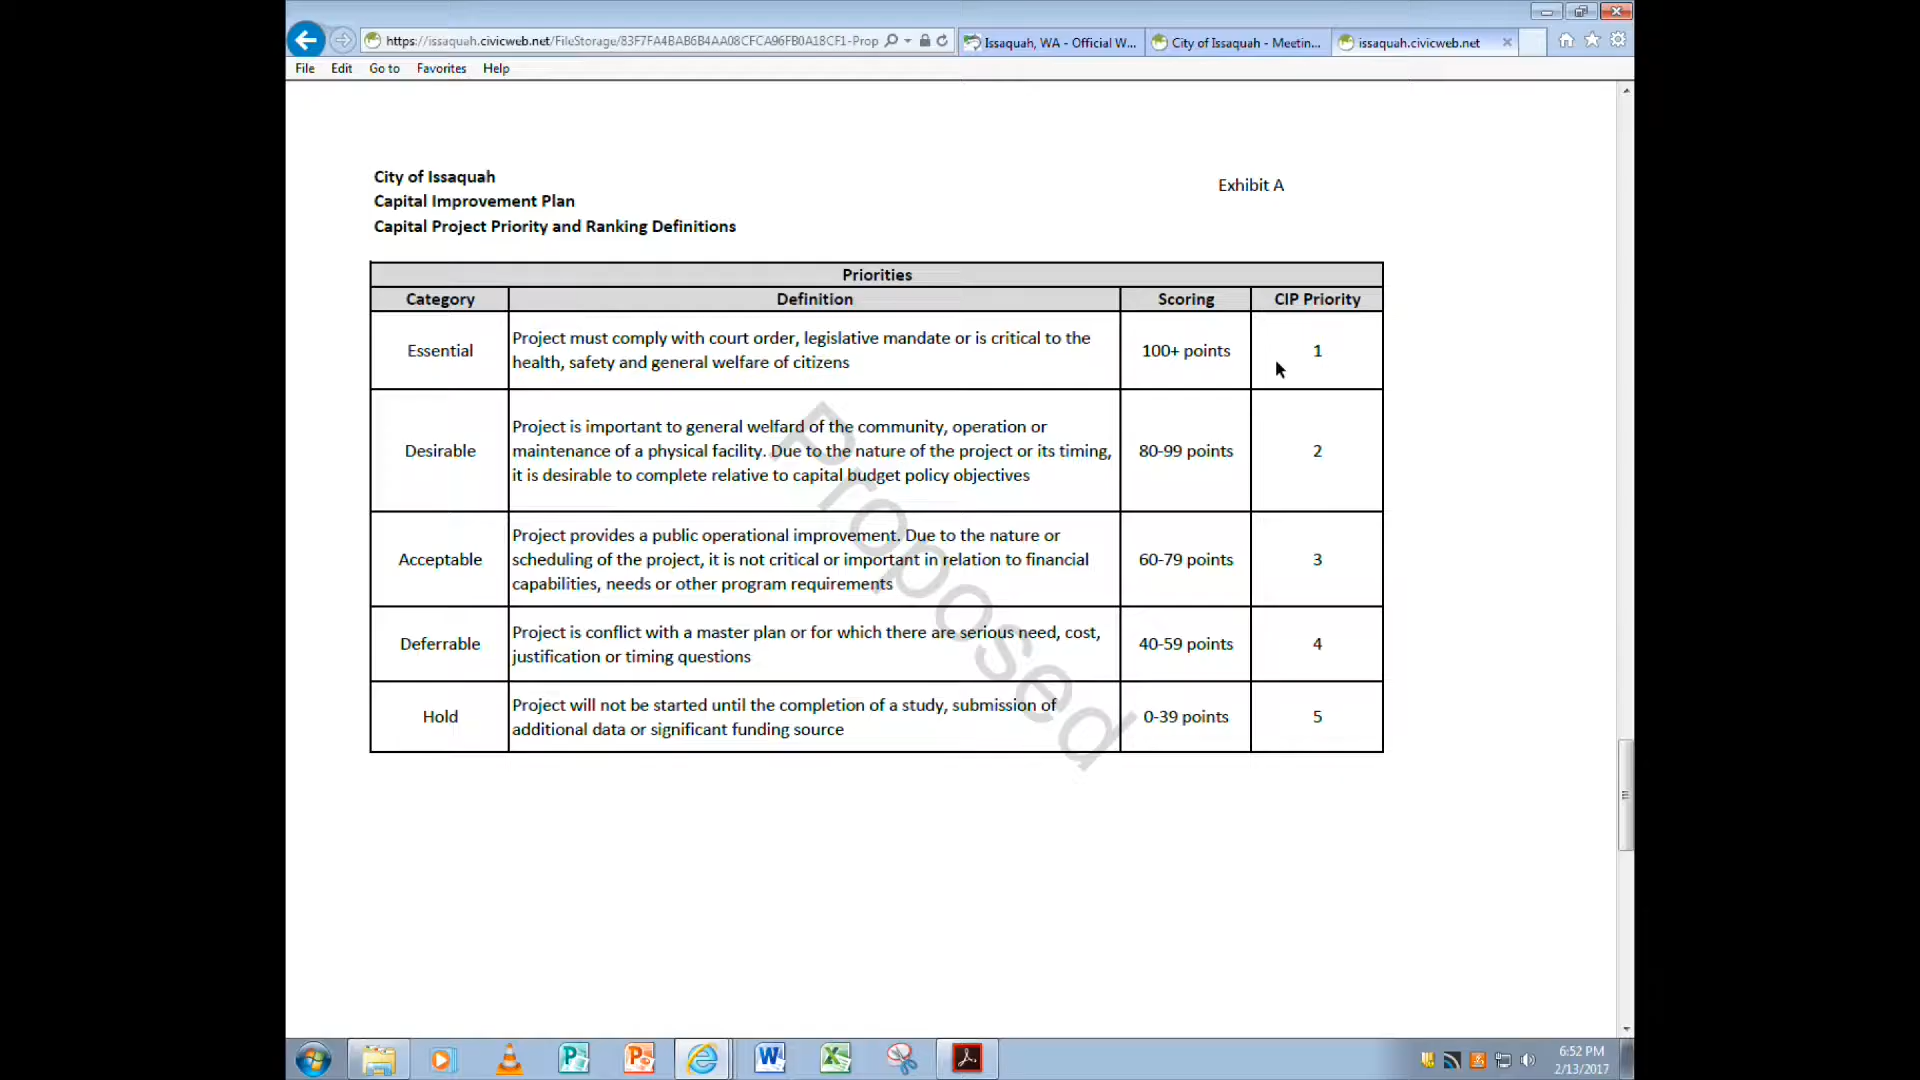 https://issaquah.civicweb.net/FileStorage/83F7FA4BAB6B4AA08CFCA96FB0A18CF1-Prop
Issaquah, WA - Official W...
City of Issaquah - Meetin...
issaquah.civicweb.net
File Edit Go to Favorites Help
City of Issaquah
Exhibit A
Capital Improvement Plan
Capital Project Priority and Ranking Definitions
Priorities
Category Definition Scoring CIP Priority
Essential
Project must comply with court order, legislative mandate or is critical to the
health, safety and general welfare of citizens
100+ points
1
Desirable
Project is important to general welfard of the community, operation or
maintenance of a physical facility. Due to the nature of the project or its timing,
it is desirable to complete relative to capital budget policy objectives
80-99 points
2
Acceptable
Project provides a public operational improvement. Due to the nature or
scheduling of the project, it is not critical or important in relation to financial
capabilities, needs or other program requirements
60-79 points
3
Deferrable
Project is conflict with a master plan or for which there are serious need, cost,
justification or timing questions
40-59 points
4
Hold
Project will not be started until the completion of a study, submission of
additional data or significant funding source
0-39 points
5
Proposed
6:52 PM
2/13/2017